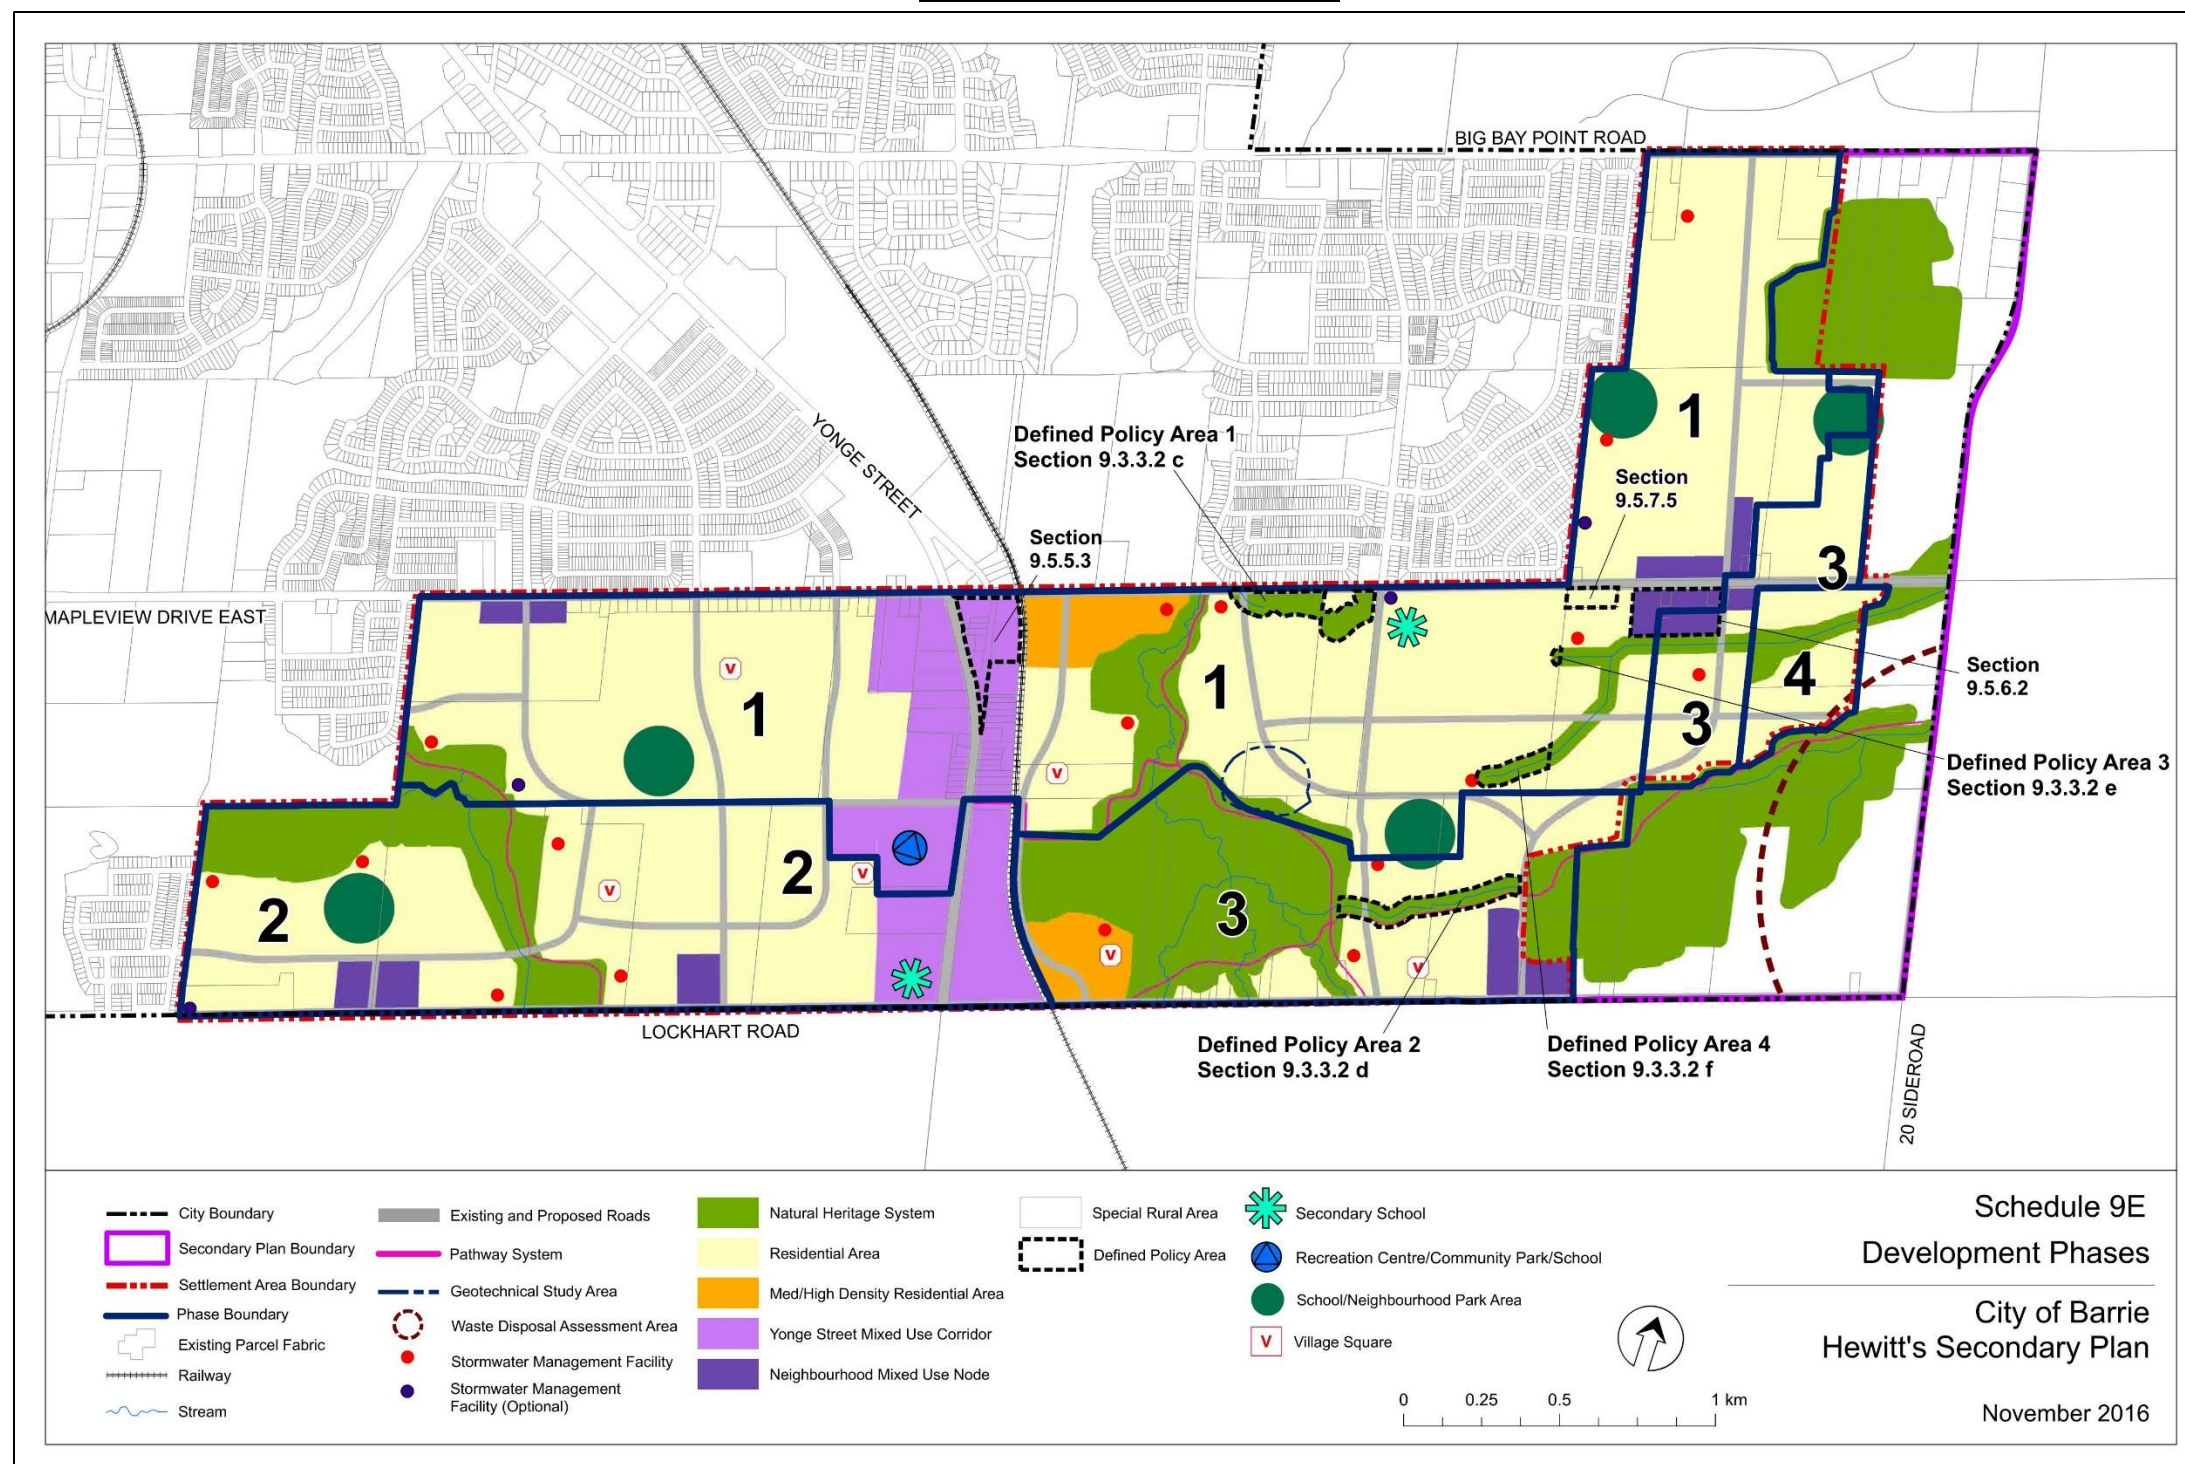 BIG BAY POINT ROAD
YONGE STREET
Defined Policy Area 1
Section 9.3.3.2 c
1
Section
9.5.7.5
Section
9.5.5.3
3
MAPLEVIEW DRIVE EAST
V
1
1
4
Section
9.5.6.2
3
V
Defined Policy Area 3
Section 9.3.3.2 e
2
V
V
2
3
V
V
LOCKHART ROAD
Defined Policy Area 2
Section 9.3.3.2 d
Defined Policy Area 4
Section 9.3.3.2 f
20 SIDEROAD
City Boundary
Secondary Plan Boundary
Settlement Area Boundary
Phase Boundary
Existing Parcel Fabric
Railway
Stream
Existing and Proposed Roads
Pathway System
Geotechnical Study Area
Waste Disposal Assessment Area
Stormwater Management Facility
Stormwater Management
Facility (Optional)
Natural Heritage System
Residential Area
Med/High Density Residential Area
Yonge Street Mixed Use Corridor
Neighbourhood Mixed Use Node
Special Rural Area
Defined Policy Area
Secondary School
Recreation Centre/Community Park/School
School/Neighbourhood Park Area
V
Village Square
0 0.25 0.5 1 km
Schedule 9E
Development Phases
City of Barrie
Hewitt's Secondary Plan
November 2016